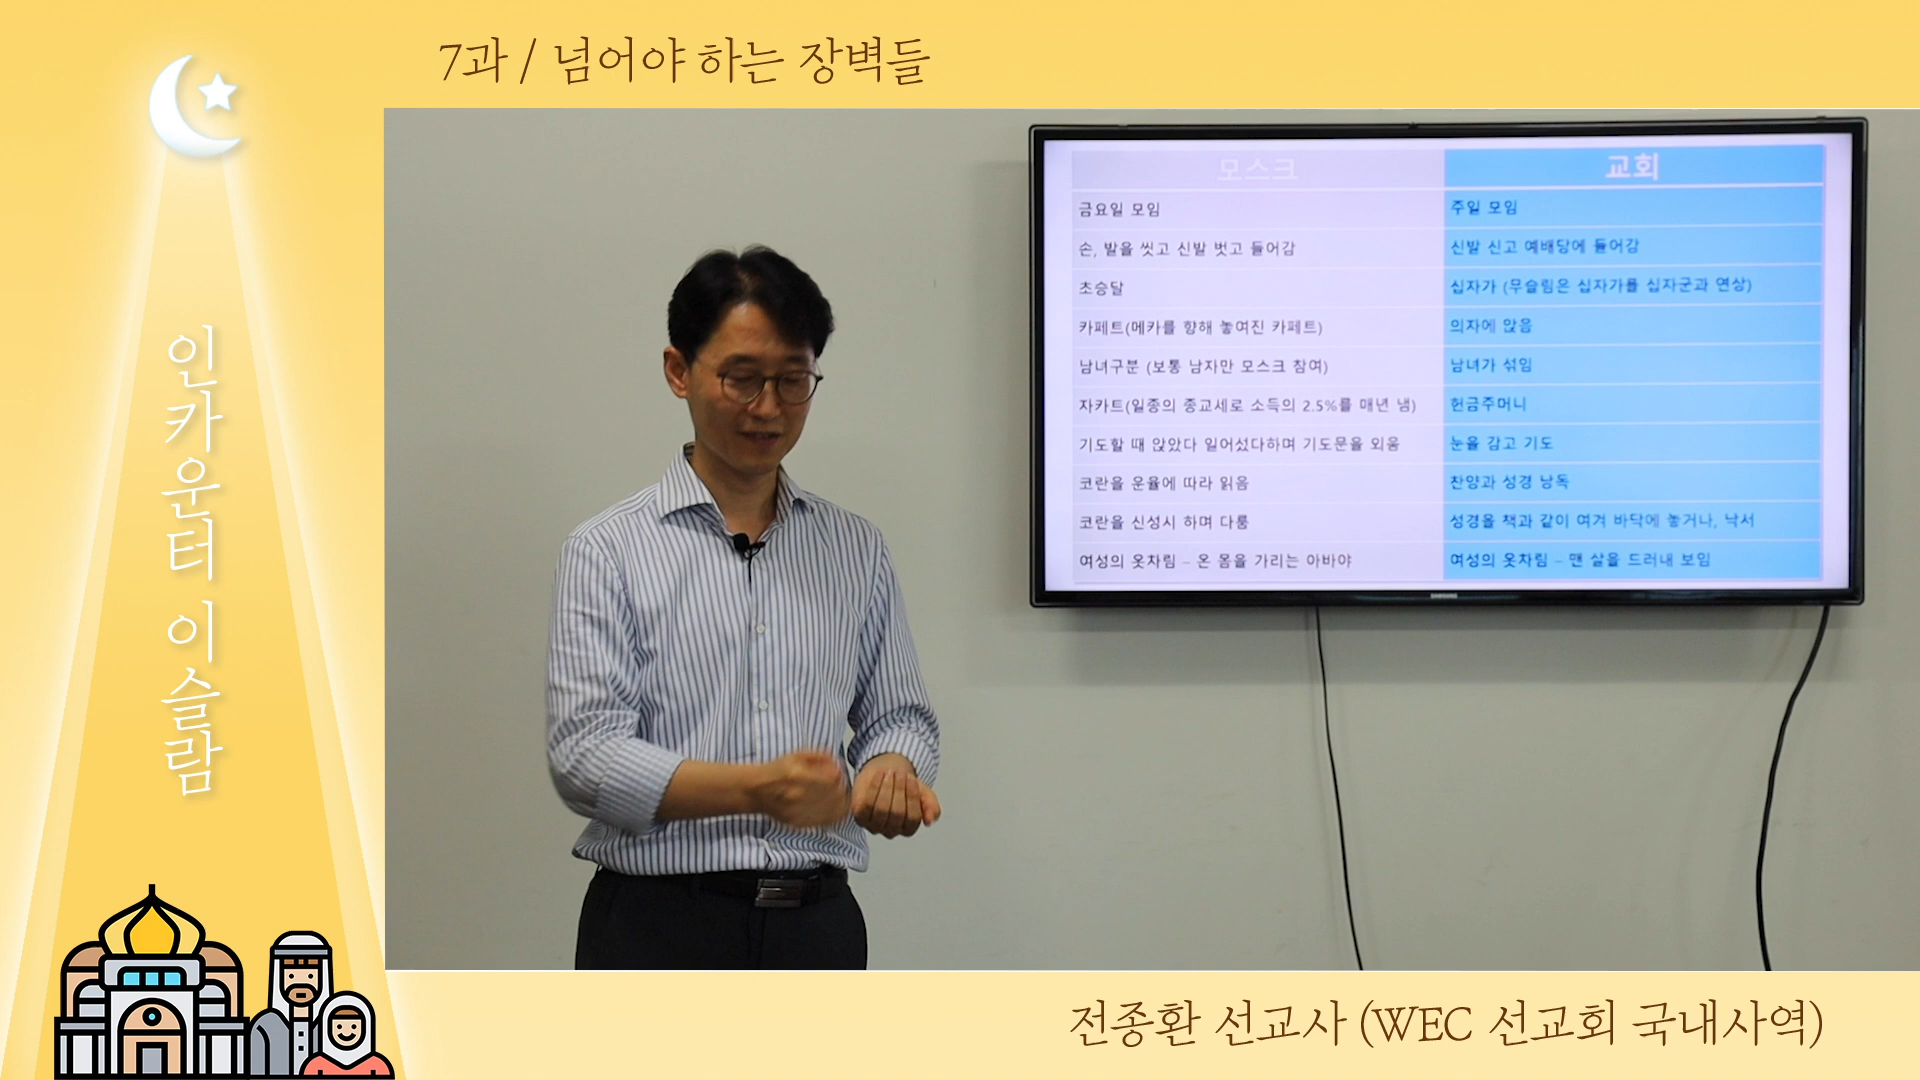 7과 / 넘어야 하는 장벽들
인카운터 이슬람
모스크 교회
금요일 모임 주일 모임
손, 발을 씻고 신발 벗고 들어감 신발 신고 예배당에 들어감
초승달 십자가 (무슬림은 십자가를 십자군과 연상)
카페트(메카를 향해 놓여진 카페트) 의자에 앉음
남녀구분 (보통 남자만 모스크 참여) 남녀가 섞임
자카트(일종의 종교세로 소득의 2.5%를 매년 냄) 헌금주머니
기도할 때 앉았다 일어섰다하며 기도문을 외움 눈을 감고 기도
코란을 운율에 따라 읽음 찬양과 성경 낭독
코란을 신성시 하며 다룸 성경을 책과 같이 여겨 바닥에 놓거나, 낙서
여성의 옷차림 – 온 몸을 가리는 아바야 여성의 옷차림 – 맨 살을 드러내 보임
SAMSUNG
전종환 선교사 (WEC 선교회 국내사역)